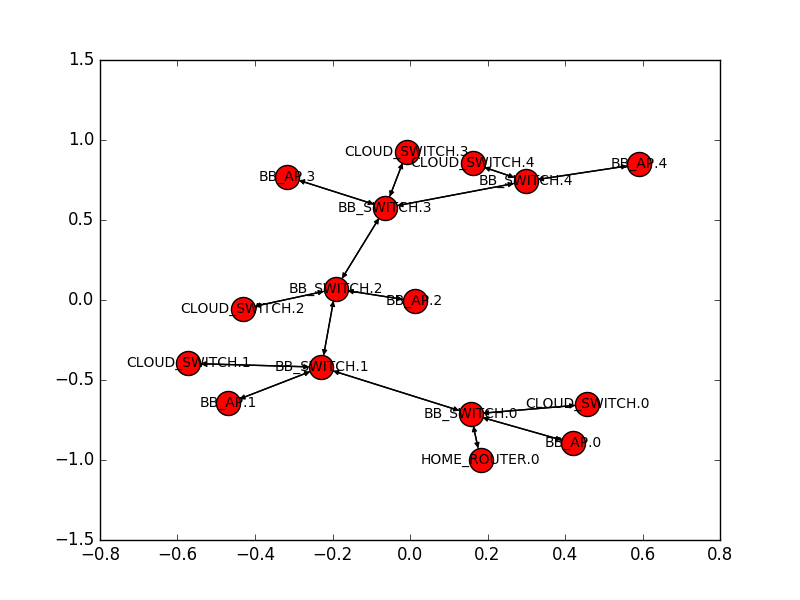 1.5
CLOUD_SWITCH.3
CLOUD_SWITCH.4
BB_AP.4
1.0
BB_AP.3
BB_SWITCH.4
BB_SWITCH.3
0.5
BB_SWITCH.2
BB_AP.2
0.0
CLOUD_SWITCH.2
CLOUD_SWITCH.1
BB_SWITCH.1
−0.5
BB_AP.1
CLOUD_SWITCH.0
BB_SWITCH.0
BB_AP.0
−1.0
HOME_ROUTER.0
−1.5
−0.8 −0.6 −0.4 −0.2 0.0 0.2 0.4 0.6 0.8